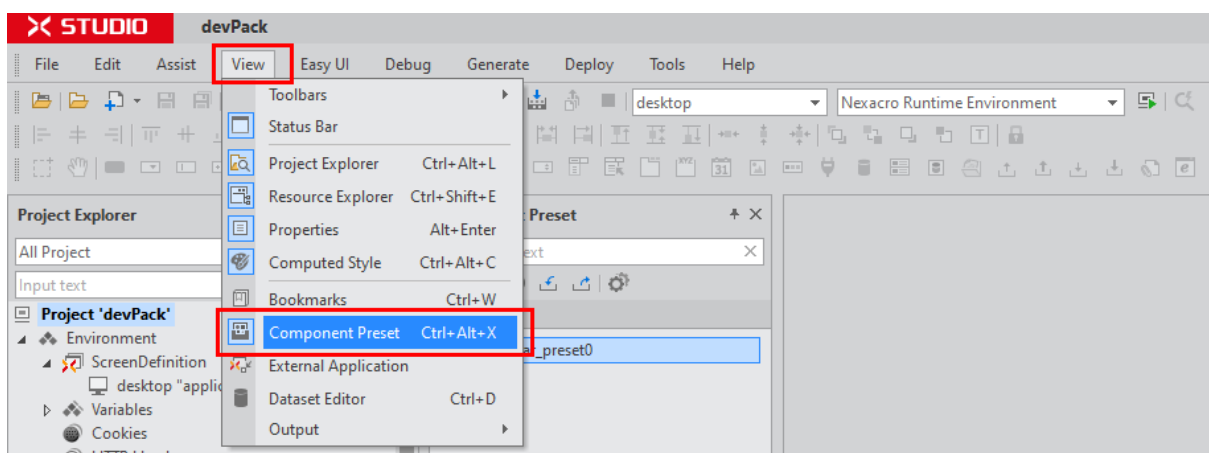 X STUDIO devPack
File Edit Assist View Easy UI Debug Generate Deploy Tools Help
desktop Nexacro Runtime Environment
Toolbars
Status Bar
Project Explorer Ctrl+Alt+L
Resource Explorer Ctrl+Shift+E
Properties Alt+Enter
Computed Style Ctrl+Alt+C
Bookmarks Ctrl+W
Component Preset Ctrl+Alt+X
External Application
Dataset Editor Ctrl+D
Output
Project Explorer
All Project
Input text
Project 'devPack'
Environment
ScreenDefinition
desktop "applic
Variables
Cookies
Preset
ext
_preset0